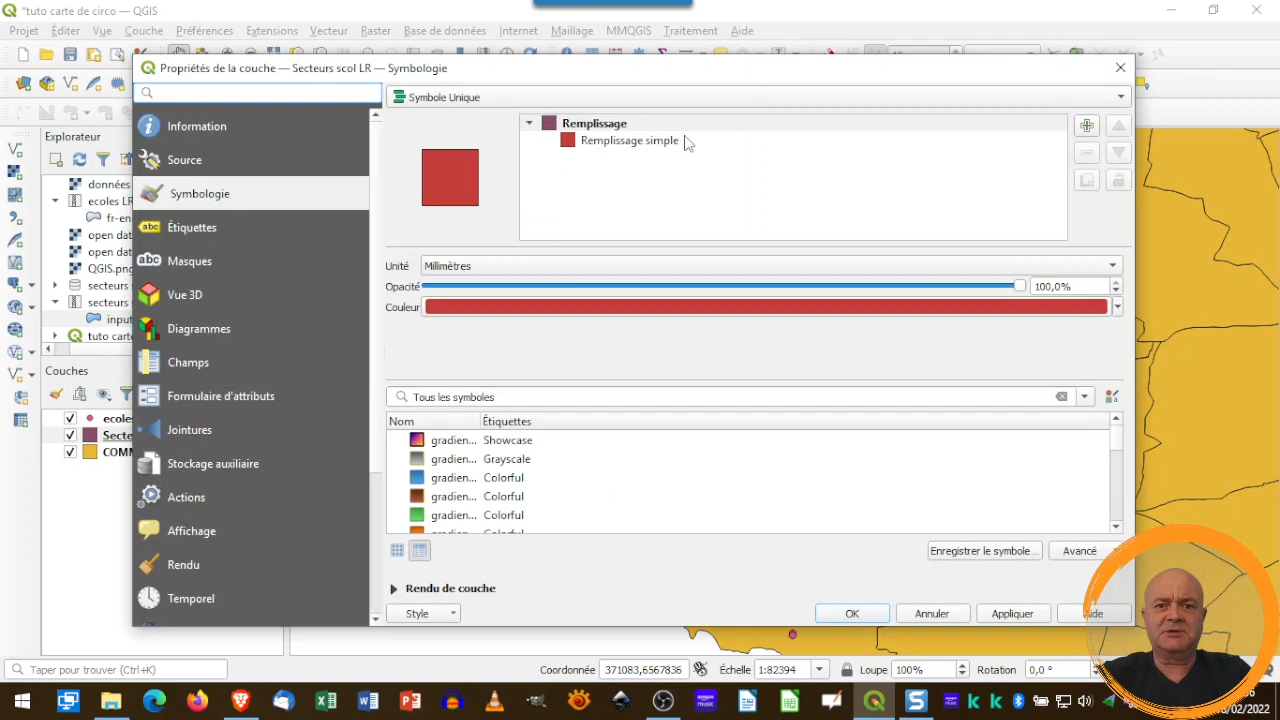 *tuto carte de circo — QGIS
Projet Éditer Vue Couche Préférences Extensions Vecteur Raster Base de données Internet Maillage MMQGIS Traitement Aide
Propriétés de la couche — Secteurs scol LR — Symbologie
Symbole Unique
Information
Source
Symbologie
Étiquettes
Masques
Vue 3D
Diagrammes
Champs
Formulaire d'attributs
Jointures
Stockage auxiliaire
Actions
Affichage
Rendu
Temporel
Remplissage
Remplissage simple
Unité Millimètres
Opacité 100,0%
Couleur
Tous les symboles
Nom Étiquettes
gradien... Showcase
gradien... Grayscale
gradien... Colorful
gradien... Colorful
gradien... Colorful
Enregistrer le symbole... Avancé
Rendu de couche
Style OK Annuler Appliquer
Explorateur
données
ecoles LR
fr-en
open dat
open dat
QGIS.png
secteurs s
secteurs s
input
tuto carte
Couches
ecole
Secte
COMM
Taper pour trouver (Ctrl+K)
Coordonnée 371083,6567836 Échelle 1:82394 Loupe 100% Rotation 0,0 °
/02/2022